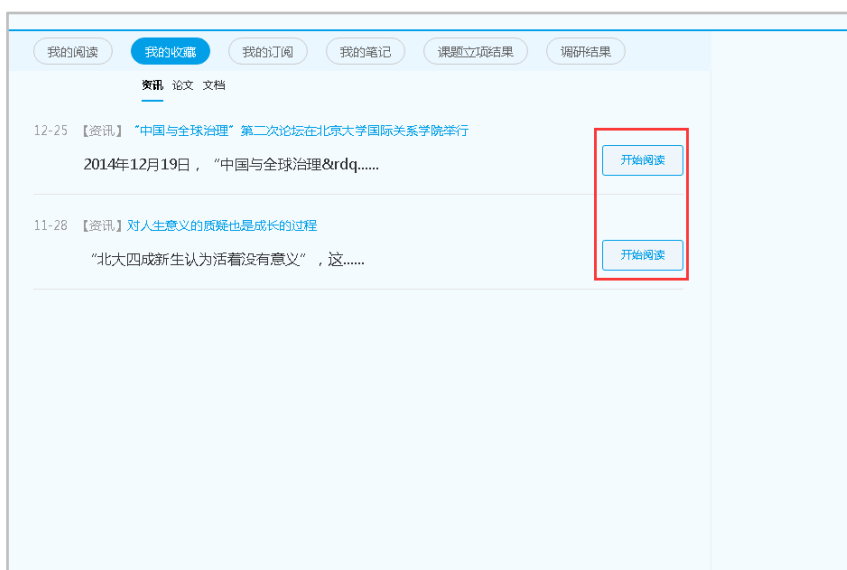 我的阅读 我的收藏 我的订阅 我的笔记 课题立项结果 调研结果
资讯 论文 文档
12-25 【资讯】“中国与全球治理”第二次论坛在北京大学国际关系学院举行
2014年12月19日，“中国与全球治理&rdq...... 开始阅读
11-28 【资讯】对人生意义的质疑也是成长的过程
“北大四成新生认为活着没有意义”，这...... 开始阅读